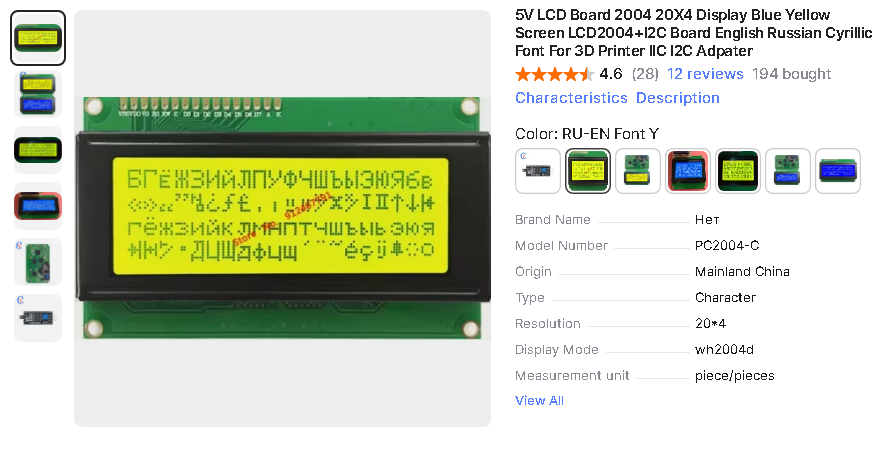 5V LCD Board 2004 20X4 Display Blue Yellow
Screen LCD2004+I2C Board English Russian Cyrillic
Font For 3D Printer IIC I2C Adpater
4.6 (28) 12 reviews 194 bought
Characteristics Description
Color: RU-EN Font Y
Brand Name Нет
Model Number PC2004-C
Origin Mainland China
Type Character
Resolution 20*4
Display Mode wh2004d
Measurement unit piece/pieces
View All
БГЁЖЗИЙЛПУФЧШЪЫЭЮЯбв